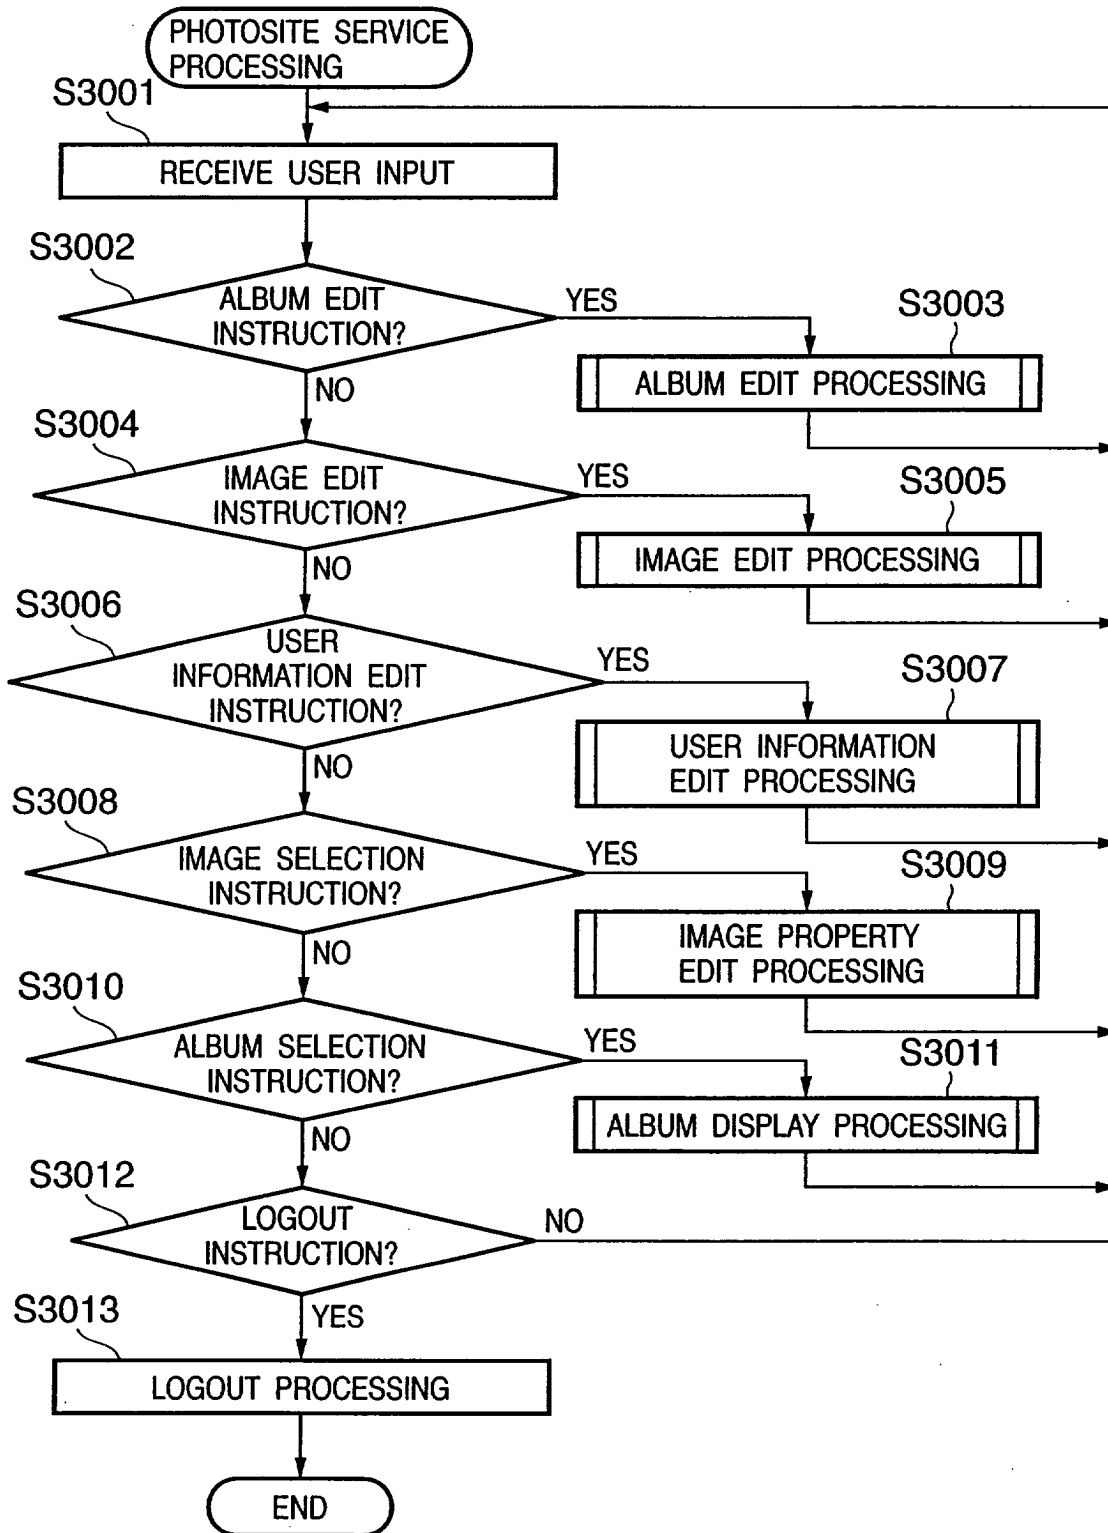 PHOTOSITE SERVICE
PROCESSING
S3001
RECEIVE USER INPUT
S3002
ALBUM EDIT
INSTRUCTION?
YES
NO
S3003
ALBUM EDIT PROCESSING
S3004
IMAGE EDIT
INSTRUCTION?
YES
NO
S3005
IMAGE EDIT PROCESSING
S3006
USER
INFORMATION EDIT
INSTRUCTION?
YES
NO
S3007
USER INFORMATION
EDIT PROCESSING
S3008
IMAGE SELECTION
INSTRUCTION?
YES
NO
S3009
IMAGE PROPERTY
EDIT PROCESSING
S3010
ALBUM SELECTION
INSTRUCTION?
YES
NO
S3011
ALBUM DISPLAY PROCESSING
S3012
LOGOUT
INSTRUCTION?
NO
YES
S3013
LOGOUT PROCESSING
END